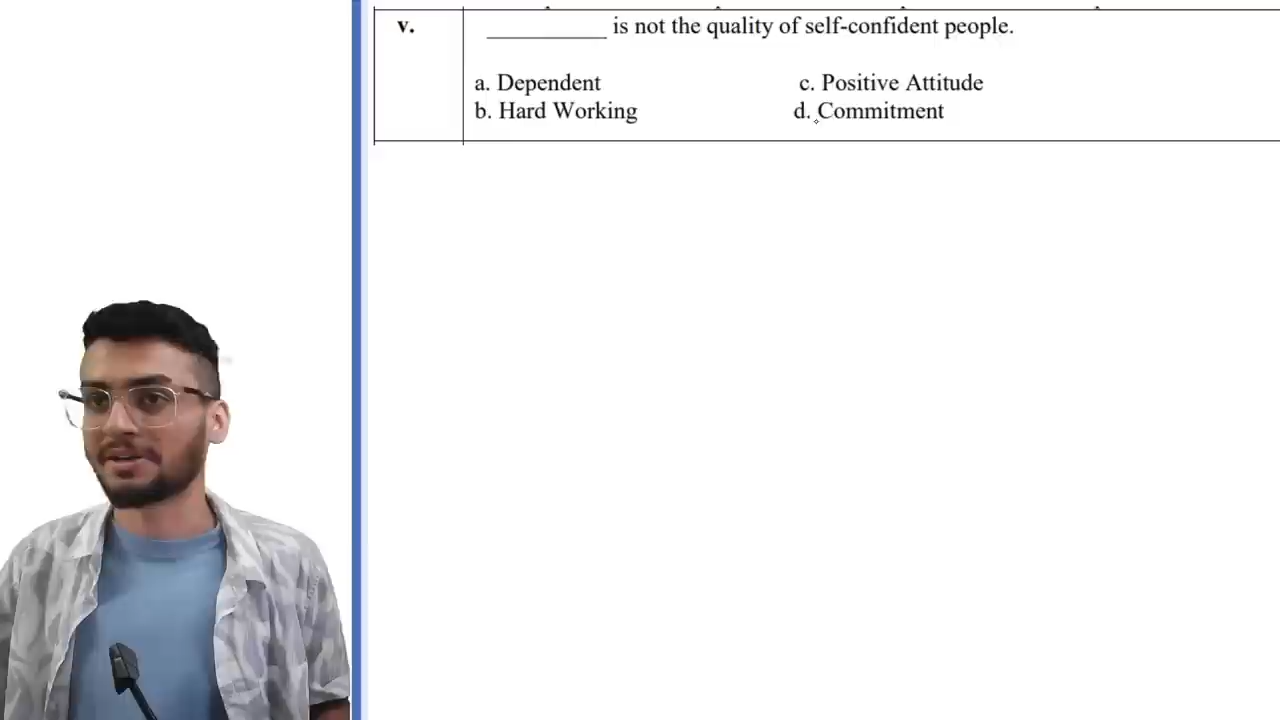 v. __________ is not the quality of self-confident people.
a. Dependent c. Positive Attitude
b. Hard Working d. Commitment